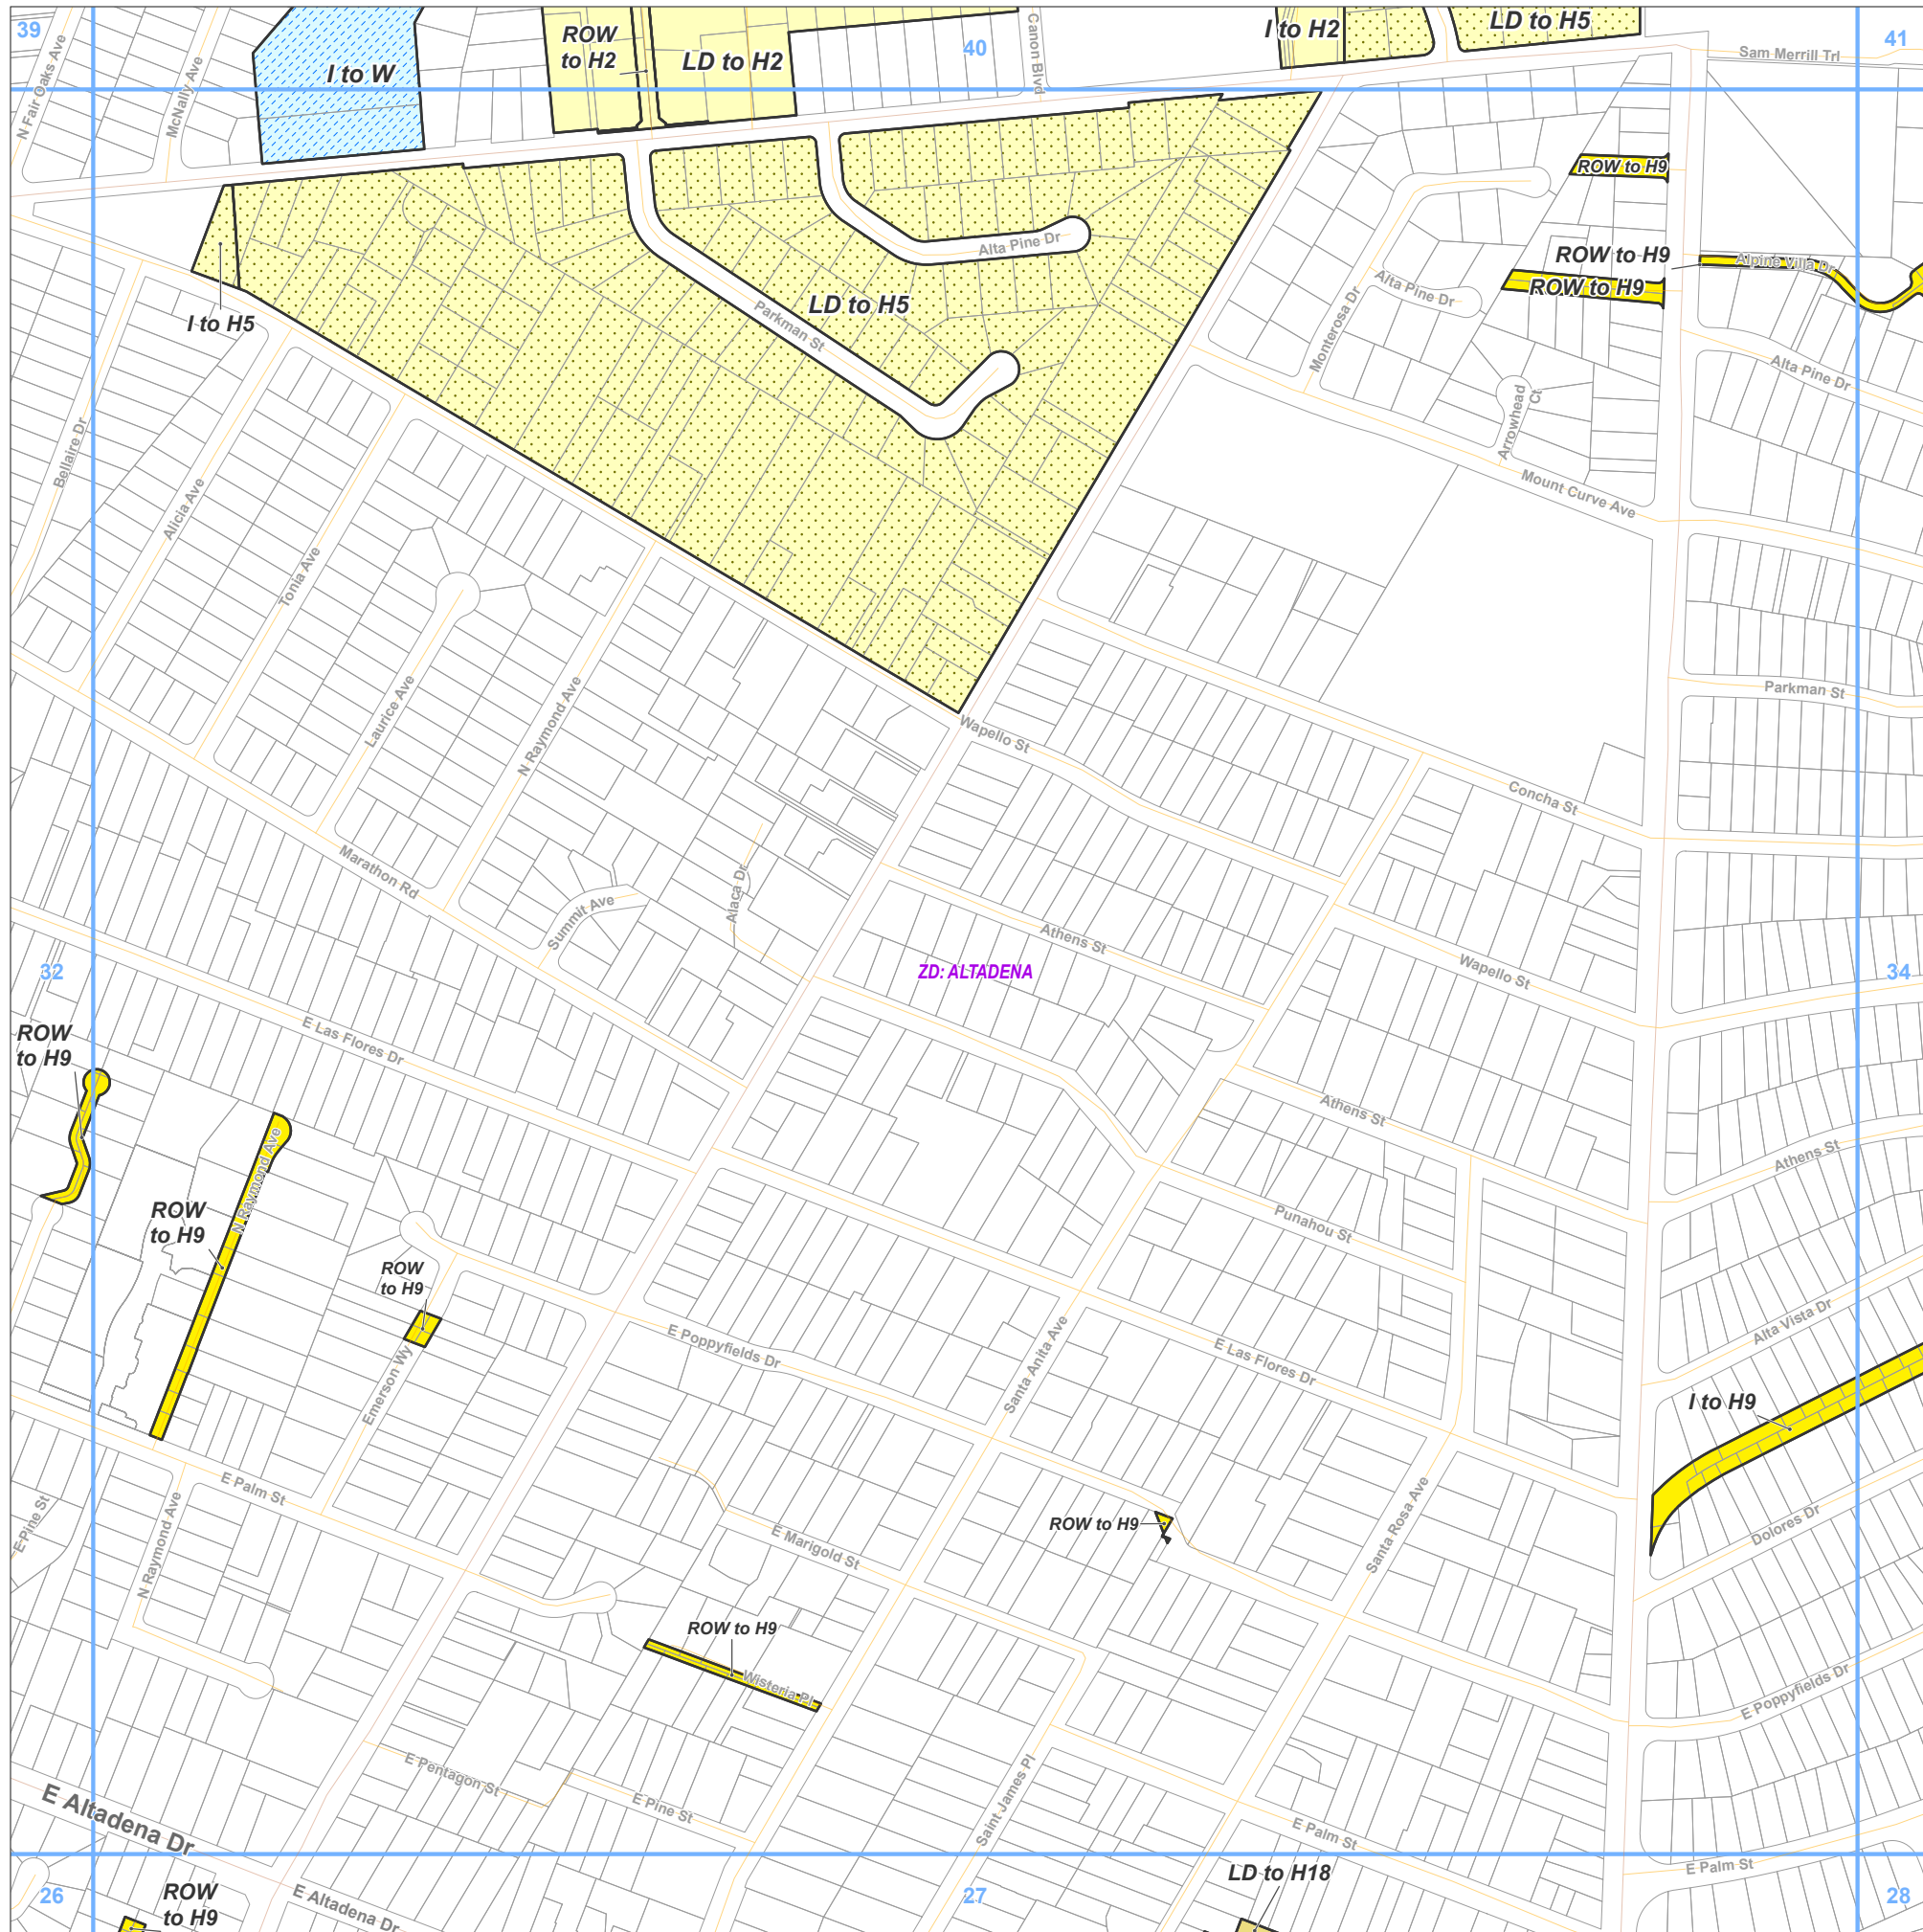 39
40
41
ROW
to H2
LD to H2
I to H2
LD to H5
I to W
N Fair Oaks Ave
McNally Ave
Canon Blvd
Sam Merrill Trl
ROW to H9
ROW to H9
Alpine Villa Dr
ROW to H9
Alta Pine Dr
Alta Pine Dr
Monterosa Dr
LD to H5
I to H5
Parkman St
Alta Pine Dr
Arrowhead
Ct
Mount Curve Ave
Bellaire Dr
Alicia Ave
Tonia Ave
Laurice Ave
N Raymond Ave
Wapello St
Parkman St
Concha St
Marathon Rd
Summit Ave
Alaca Dr
Athens St
Wapello St
32
ZD: ALTADENA
34
ROW
to H9
E Las Flores Dr
Athens St
Athens St
N Raymond Ave
ROW
to H9
Punahou St
ROW
to H9
Alta Vista Dr
E Poppyfields Dr
Santa Anita Ave
E Las Flores Dr
Emerson Wy
I to H9
E Palm St
E Pine St
N Raymond Ave
E Marigold St
ROW to H9
Santa Rosa Ave
Dolores Dr
ROW to H9
Wisteria Pl
E Poppyfields Dr
E Pentagon St
E Pine St
Saint James Pl
E Altadena Dr
E Palm St
E Palm St
LD to H18
26
ROW
to H9
E Altadena Dr
27
28